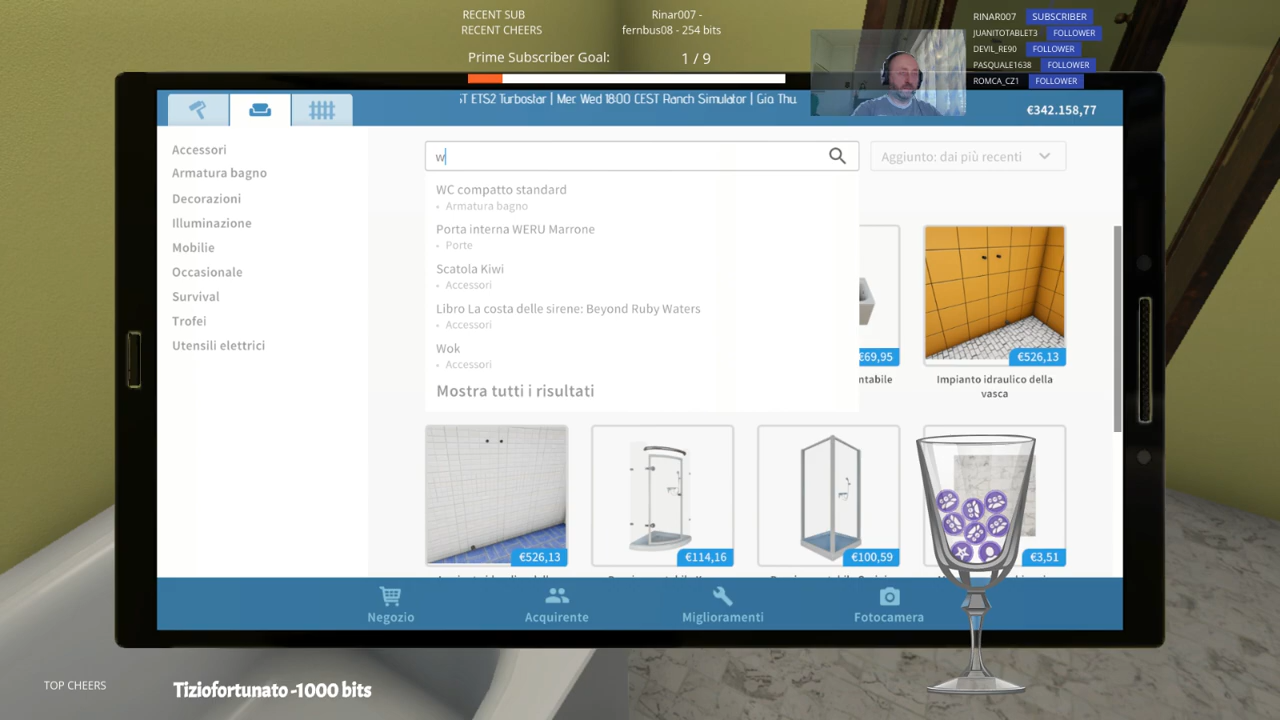 RECENT SUB
Rinar007 -
RECENT CHEERS
fernbus08 - 254 bits
Prime Subscriber Goal:
1 / 9
RINAR007 SUBSCRIBER
JUANITOTABLET3 FOLLOWER
DEVIL_RE90 FOLLOWER
PASQUALE1638 FOLLOWER
ROMCA_CZ1 FOLLOWER
ETS2 Turbostar | Mer. Wed 18:00 CEST Ranch Simulator | Gio Thu.
€342.158,77
Accessori
Armatura bagno
Decorazioni
Illuminazione
Mobilie
Occasionale
Survival
Trofei
Utensili elettrici
w
Aggiunto: dai più recenti
WC compatto standard
• Armatura bagno
Porta interna WERU Marrone
• Porte
Scatola Kiwi
• Accessori
Libro La costa delle sirene: Beyond Ruby Waters
• Accessori
Wok
• Accessori
Mostra tutti i risultati
€69,95
€526,13
Impianto idraulico della
vasca
€526,13
€114,16
€100,59
€3,51
Negozio
Acquirente
Miglioramenti
Fotocamera
TOP CHEERS
Tiziofortunato -1000 bits